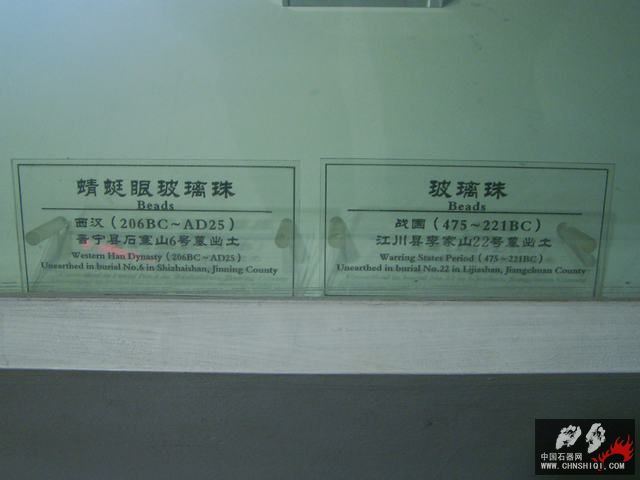 蜻蜓眼玻璃珠
Beads
西汉（206BC～AD25）
晋宁县石寨山6号墓出土
Western Han Dynasty（206BC～AD25）
Unearthed in burial No.6 in Shizhaishan, Jinning County
玻璃珠
Beads
战国（475～221BC）
江川县李家山22号墓出土
Warring States Period（475～221BC）
Unearthed in burial No.22 in Lijiashan, Jiangchuan County
中国石器网
WWW.CHNSHIQI.COM